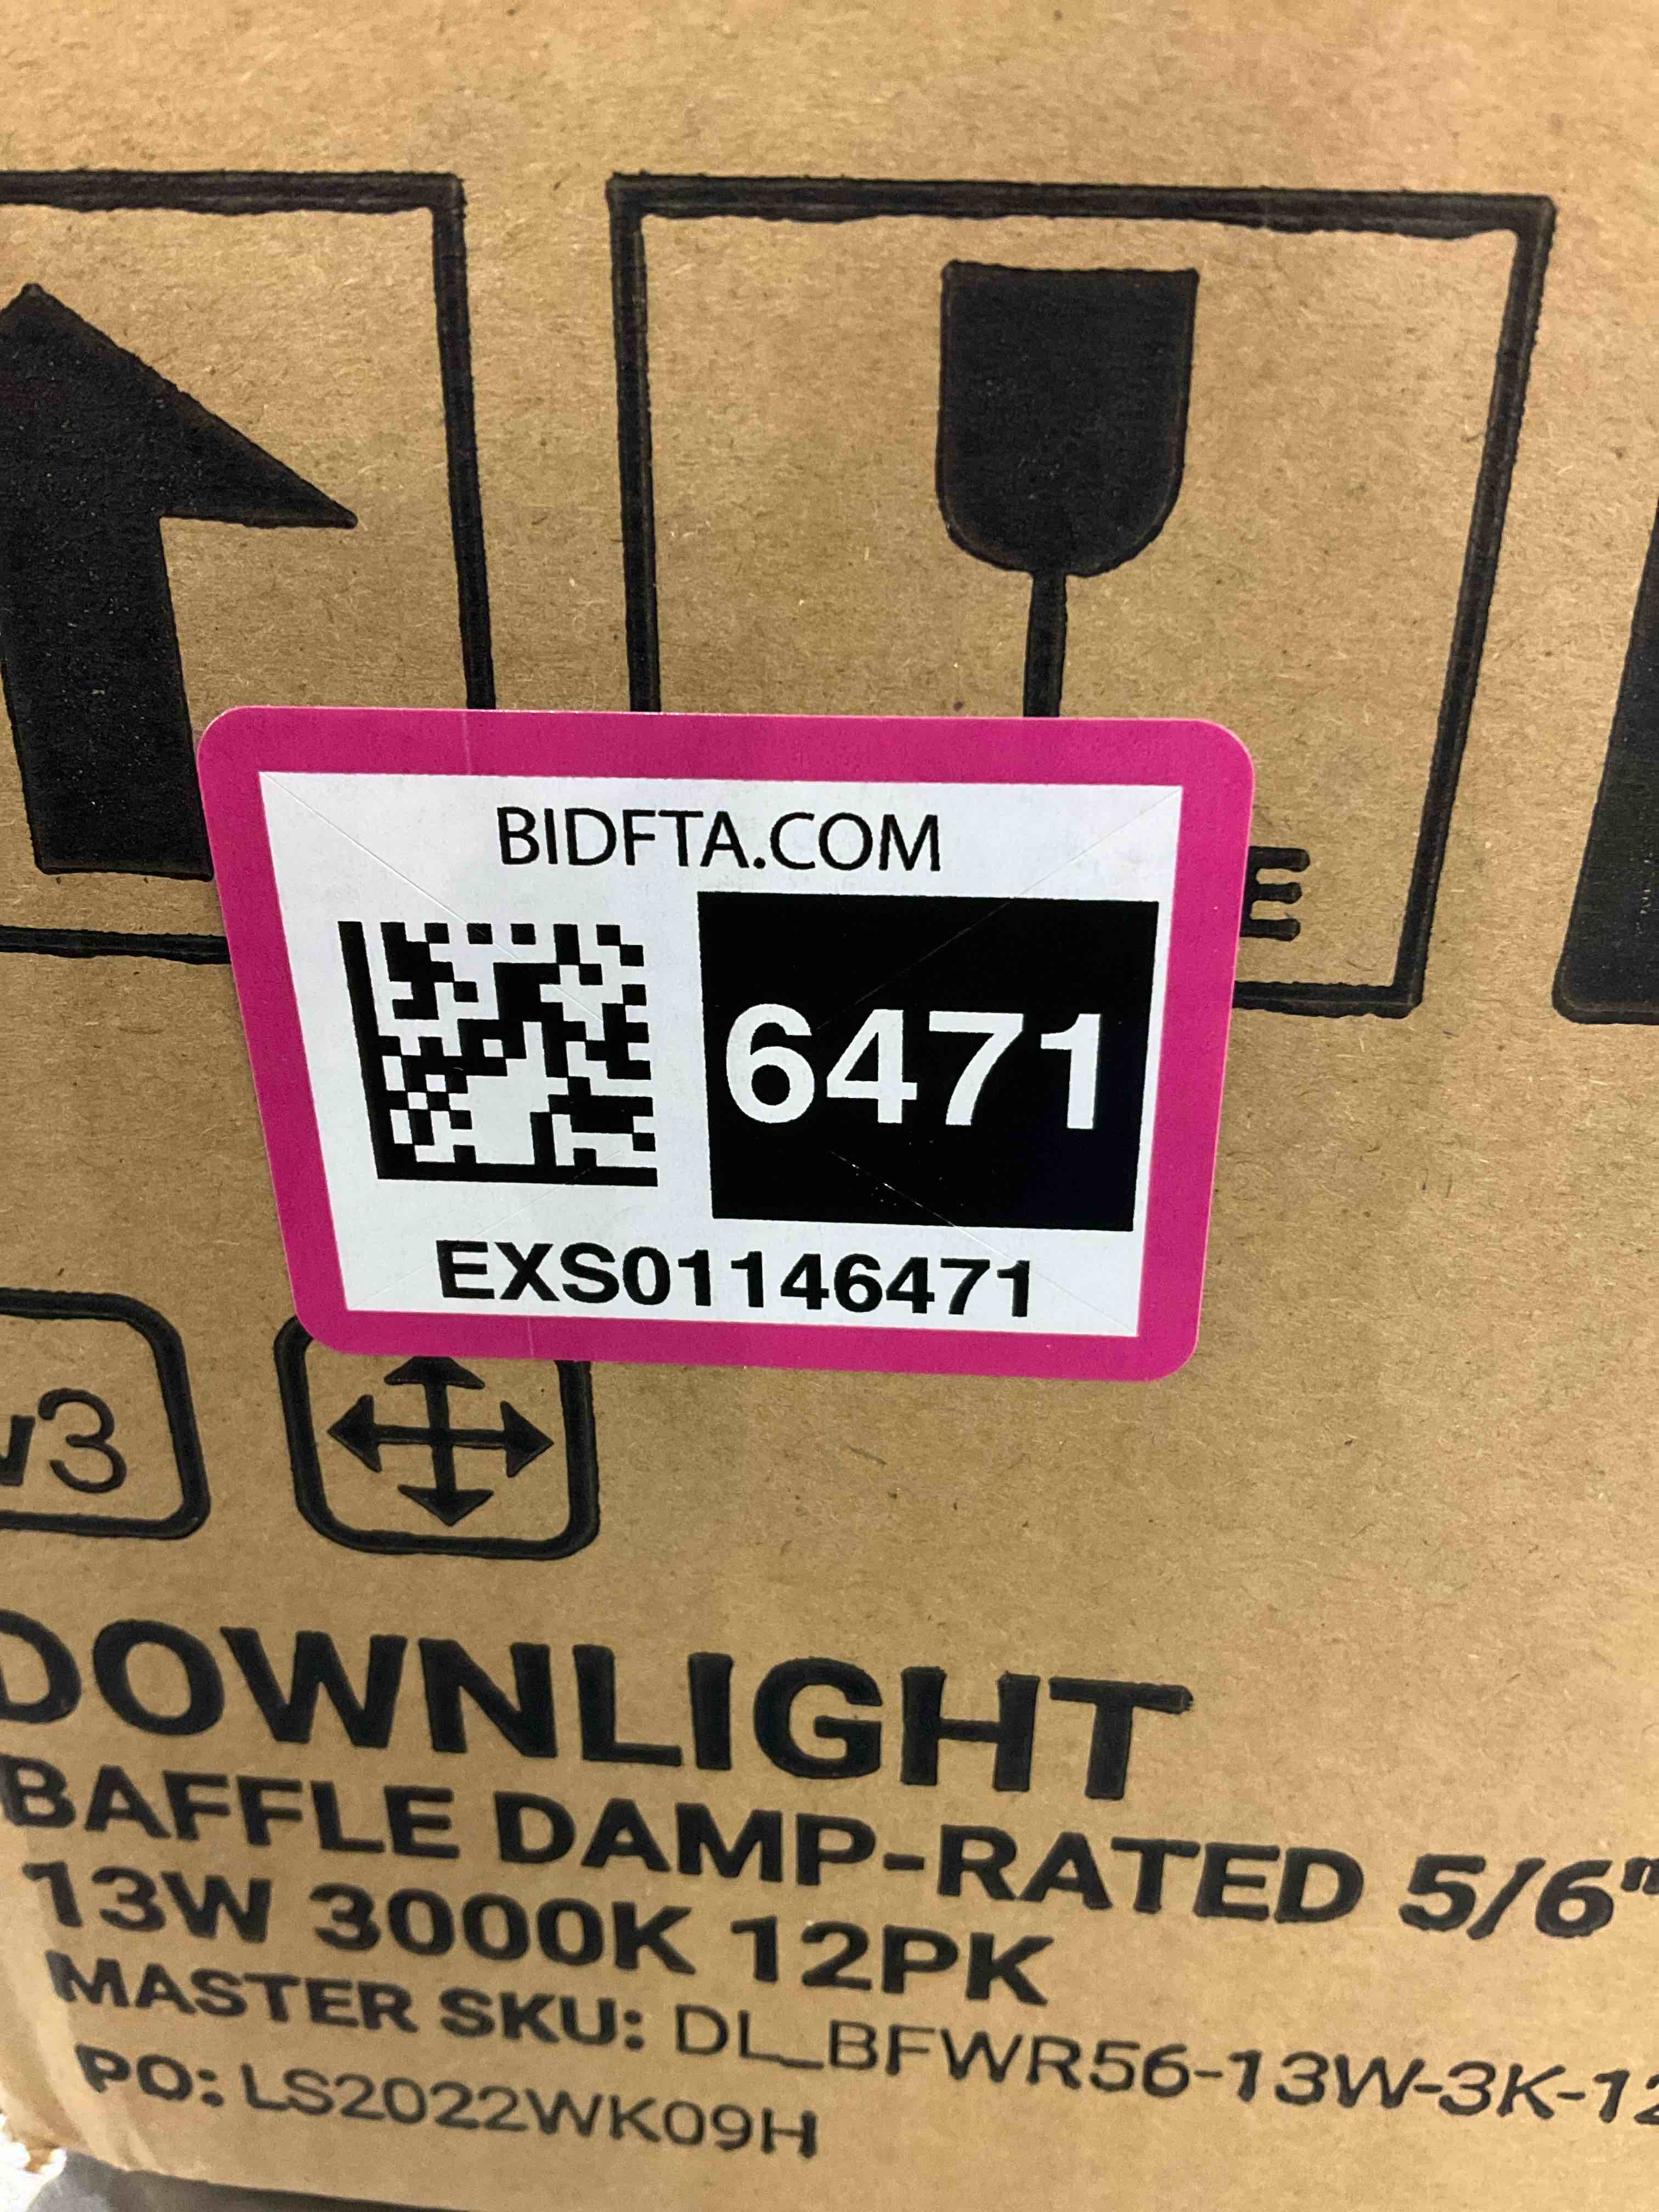 BIDFTA.COM
6471
E
EXS01146471
v3
DOWNLIGHT
BAFFLE DAMP-RATED 5/6"
13W 3000K 12PK
MASTER SKU: DL_BFWR56-13W-3K-12
PO: LS2022WK09H